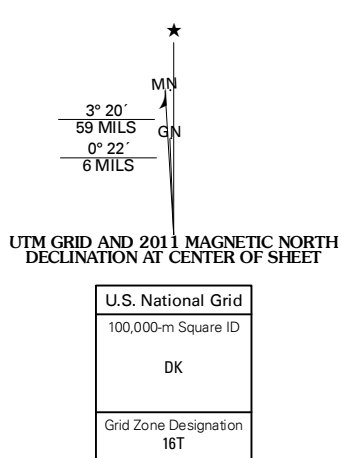 ★
MN
3° 20´
59 MILS
GN
0° 22´
6 MILS
UTM GRID AND 2011 MAGNETIC NORTH
DECLINATION AT CENTER OF SHEET
U.S. National Grid
100,000-m Square ID
DK
Grid Zone Designation
16T